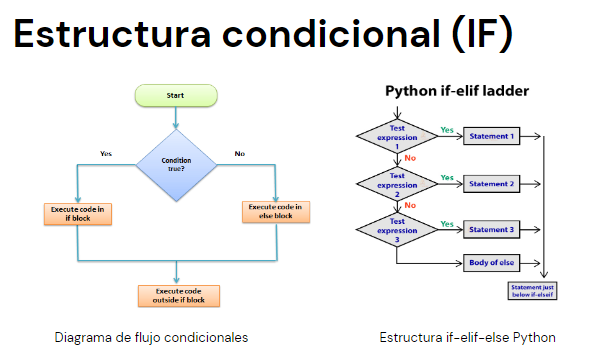 Estructura condicional (IF)
Start
Yes
No
Condition
true?
Execute code in
if block
Execute code in
else block
Execute code
outside if block
Diagrama de flujo condicionales
Python if-elif ladder
Test
expression
1
Yes
Statement 1
No
Test
expression
2
Yes
Statement 2
No
Test
expression
3
Yes
Statement 3
Body of else
Statement just
below if-elseif
Estructura if-elif-else Python